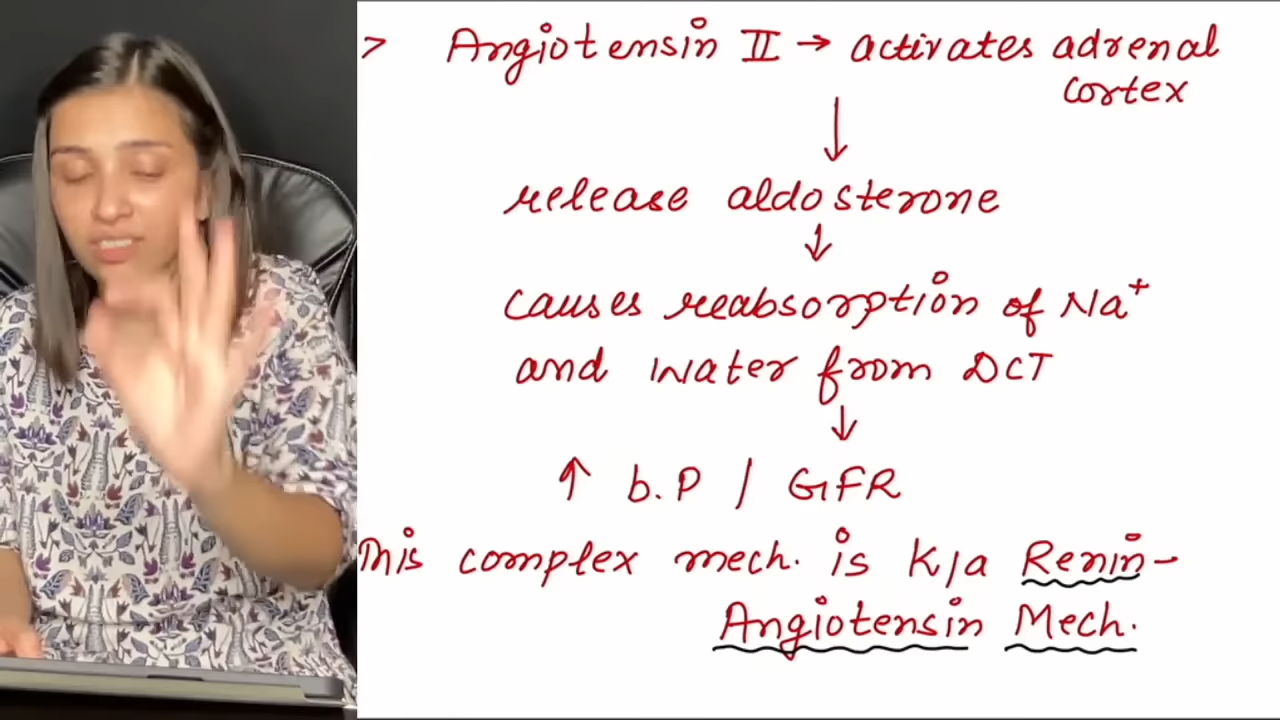 > Angiotensin II → activates adrenal
cortex
↓
release aldosterone
↓
causes reabsorption of Na⁺
and water from DCT
↓
↑ b.P / GFR
This complex mech. is K/a Renin-
Angiotensin Mech.